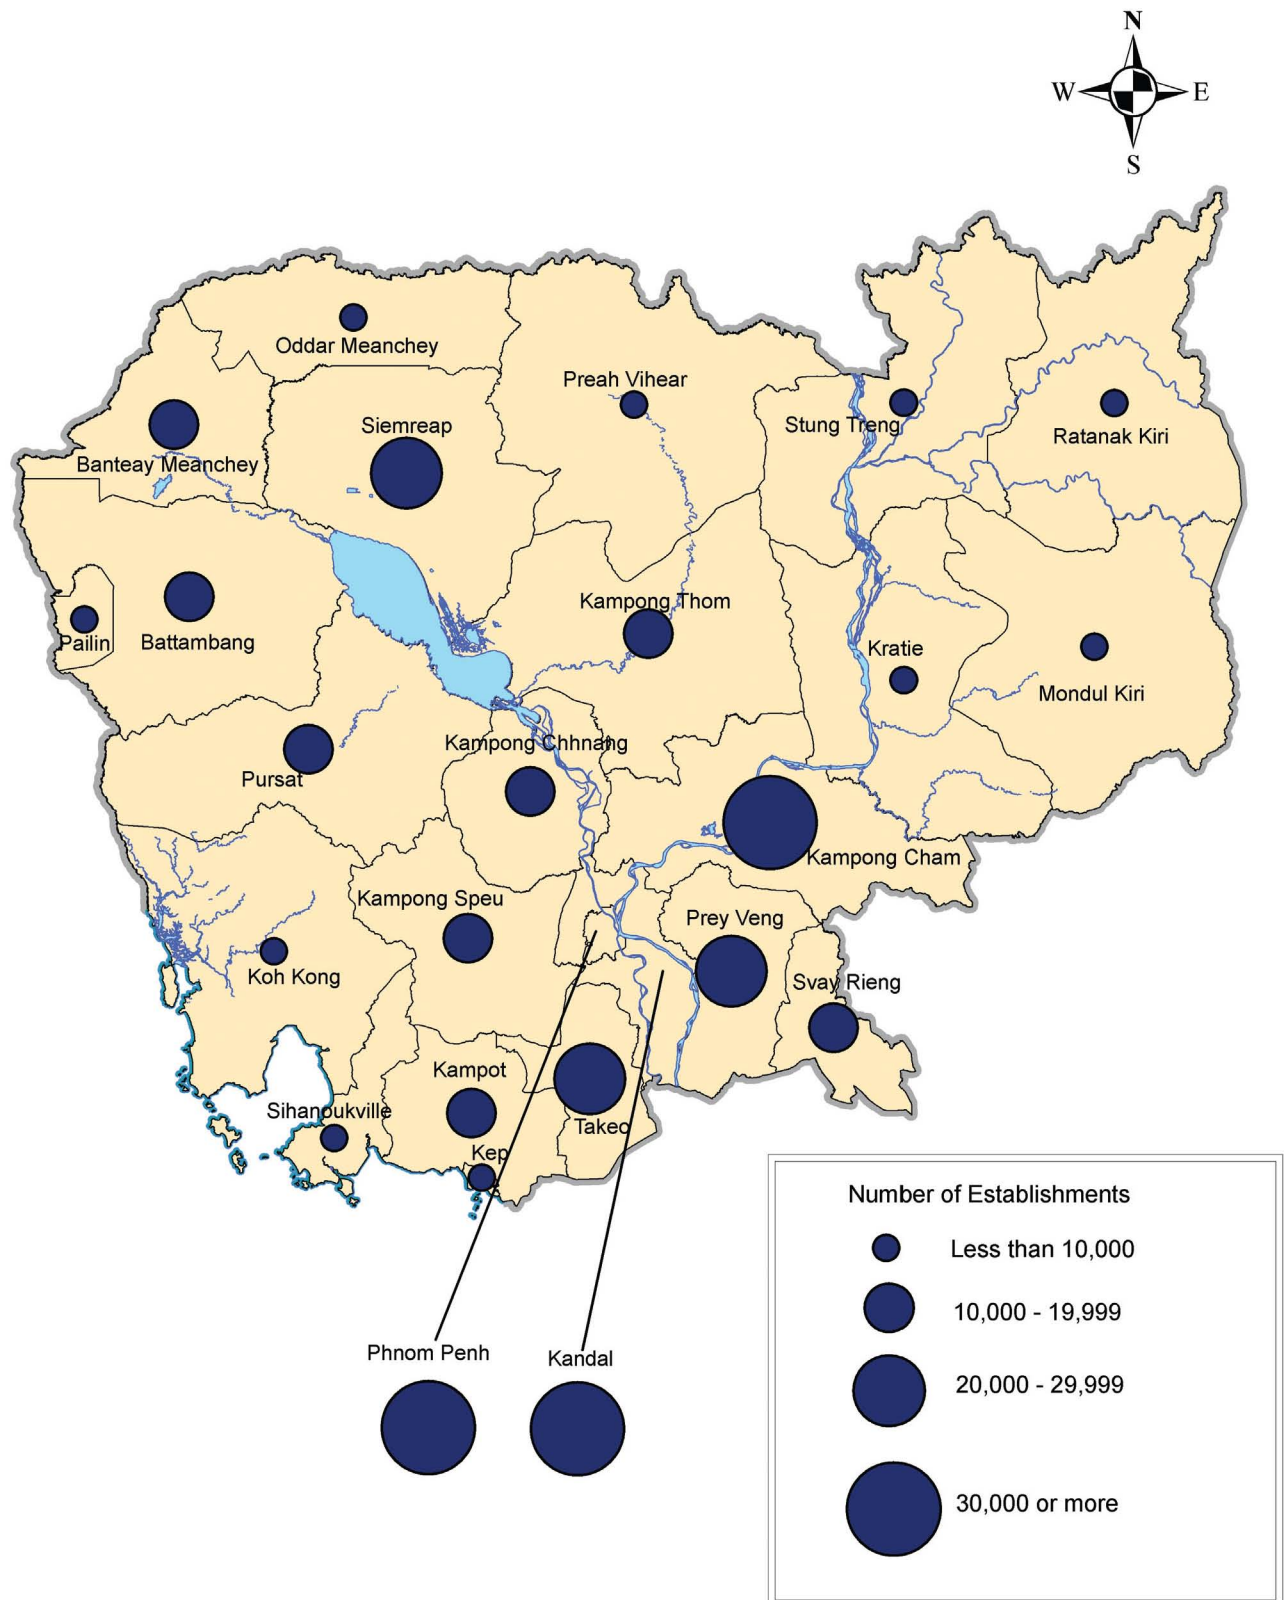 N
W E
S
Oddar Meanchey
Preah Vihear
Stung Treng
Ratanak Kiri
Siemreap
Banteay Meanchey
Kampong Thom
Pailin
Battambang
Kratie
Mondul Kiri
Kampong Chhnang
Pursat
Kampong Cham
Kampong Speu
Prey Veng
Koh Kong
Svay Rieng
Kampot
Sihanoukville
Takeo
Kep
Phnom Penh
Kandal
Number of Establishments
Less than 10,000
10,000 - 19,999
20,000 - 29,999
30,000 or more